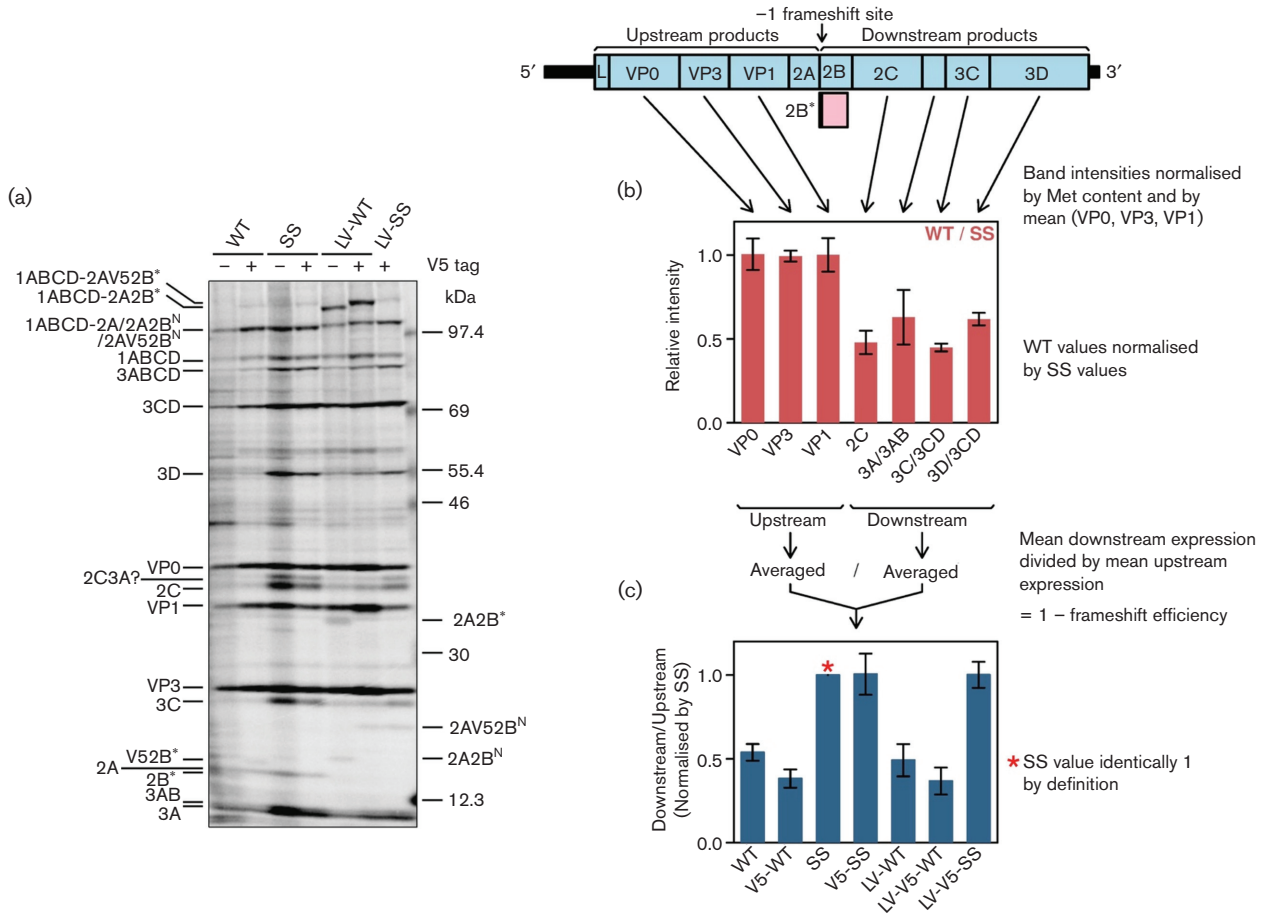 −1 frameshift site
Upstream products
Downstream products
5′ L VP0 VP3 VP1 2A 2B 2C 3C 3D 3′
2B*
(a)
WT SS LV-WT LV-SS
− + − + − + + V5 tag
kDa
1ABCD-2AV52B*
1ABCD-2A2B*
1ABCD-2A/2A2Bᴺ
/2AV52Bᴺ
1ABCD
3ABCD
3CD
3D
VP0
2C3A?
2C
VP1
VP3
3C
V52B*
2A
2B*
3AB
3A
97.4
69
55.4
46
2A2B*
30
2AV52Bᴺ
2A2Bᴺ
12.3
(b)
Band intensities normalised
by Met content and by
mean (VP0, VP3, VP1)
WT / SS
Relative intensity
1.0
0.5
0.0
VP0 VP3 VP1 2C 3A/3AB 3C/3CD 3D/3CD
WT values normalised
by SS values
Upstream Downstream
Averaged / Averaged
Mean downstream expression
divided by mean upstream
expression
= 1 − frameshift efficiency
(c)
Downstream/Upstream
(Normalised by SS)
1.0
0.5
0.0
*
WT V5-WT SS V5-SS LV-WT LV-V5-WT LV-V5-SS
* SS value identically 1
by definition